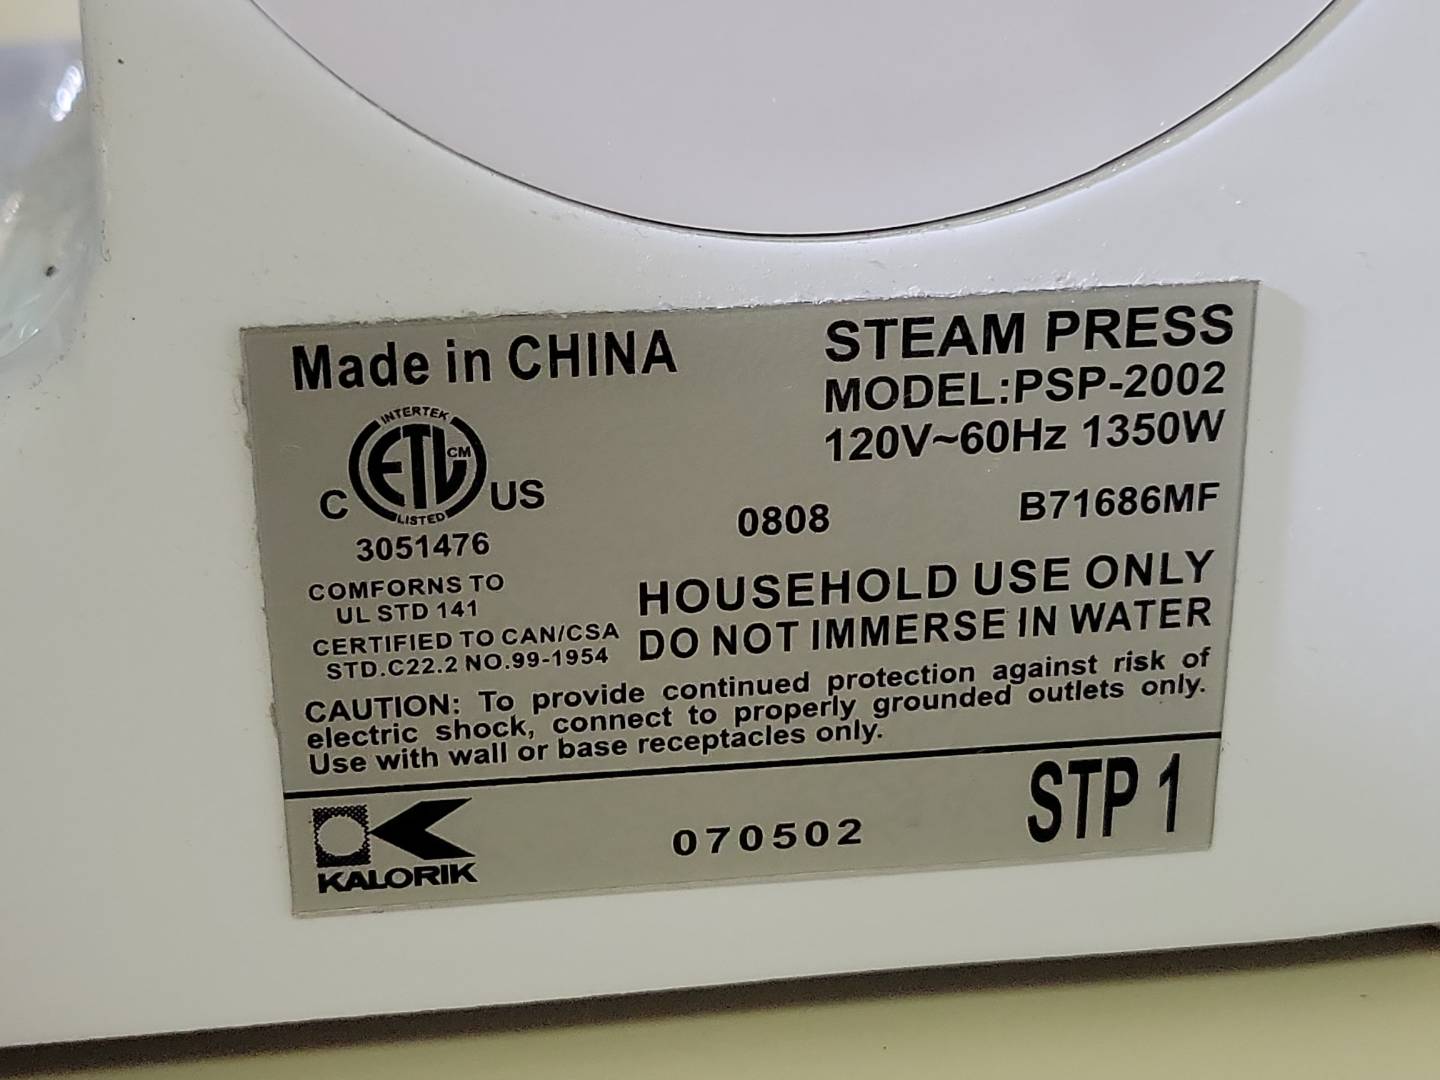 Made in CHINA
STEAM PRESS
MODEL:PSP-2002
120V~60Hz 1350W
INTERTEK
ETL CM
C US
LISTED
3051476
0808
B71686MF
COMFORNS TO
UL STD 141
CERTIFIED TO CAN/CSA
STD.C22.2 NO.99-1954
HOUSEHOLD USE ONLY
DO NOT IMMERSE IN WATER
CAUTION: To provide continued protection against risk of
electric shock, connect to properly grounded outlets only.
Use with wall or base receptacles only.
K
KALORIK
070502
STP 1